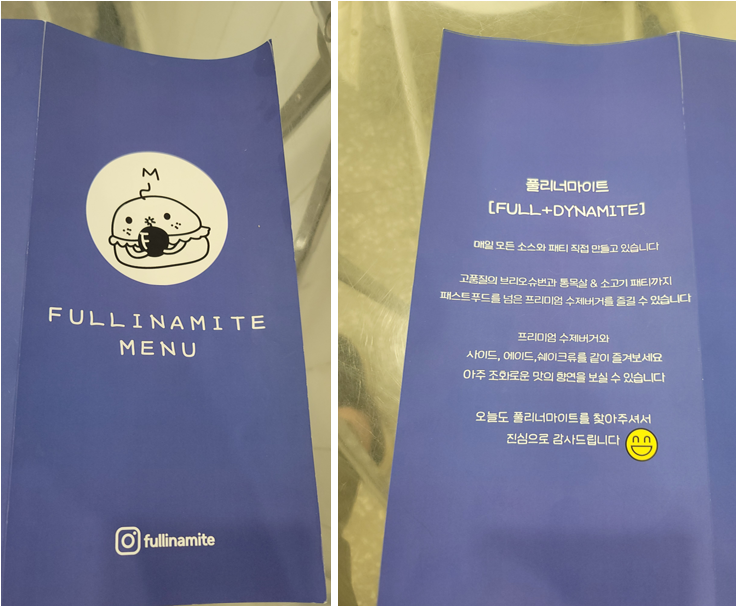 M
F
FULLINAMITE
MENU
fullinamite
풀리너마이트
[FULL+DYNAMITE]
매일 모든 소스와 패티 직접 만들고 있습니다
고품질의 브리오슈번과 통목살 & 소고기 패티까지
패스트푸드를 넘은 프리미엄 수제버거를 즐길 수 있습니다
프리미엄 수제버거와
사이드, 에이드,쉐이크류를 같이 즐겨보세요
아주 조화로운 맛의 향연을 보실 수 있습니다
오늘도 풀리너마이트를 찾아주셔서
진심으로 감사드립니다